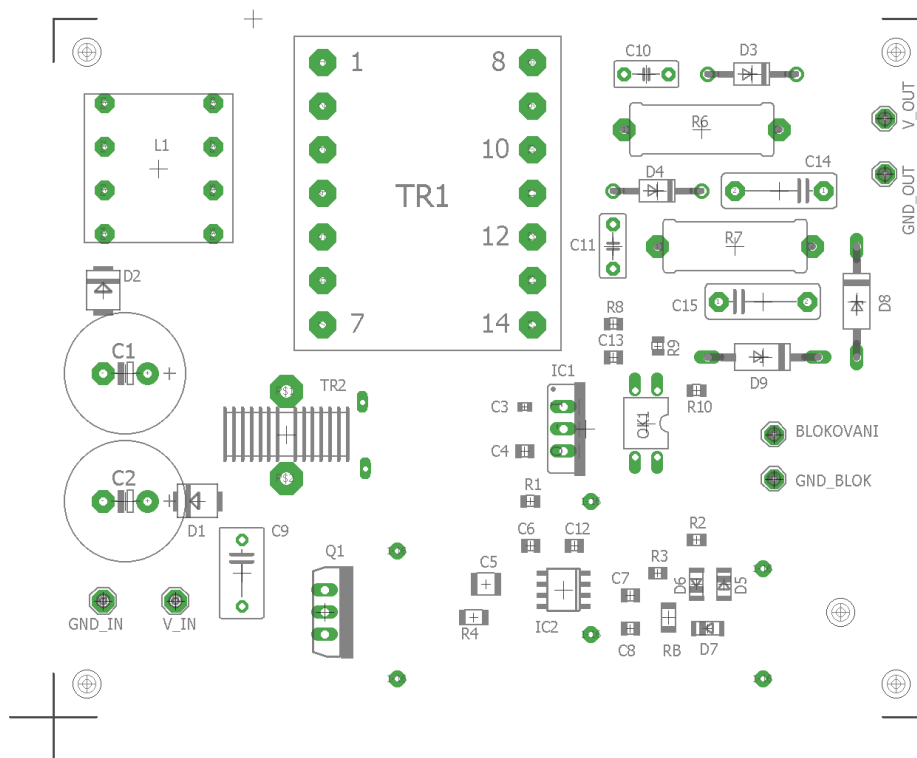 C10
D3
1
8
V_OUT
R6
L1
10
C14
D4
TR1
GND_OUT
12
C11
R7
D2
C15
D8
R8
7
14
C13
R9
C1
D9
IC1
TR2
R10
C3
OK1
BLOKOVANI
C4
C2
GND_BLOK
R1
D1
C9
C6
C12
R2
Q1
C5
R3
C7
D6
D5
GND_IN
V_IN
R4
IC2
C8
RB
D7